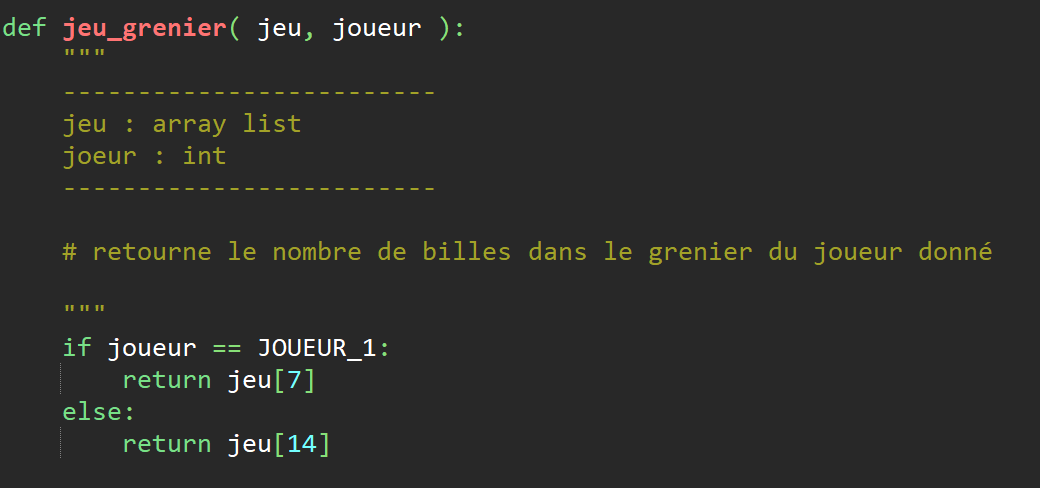 def jeu_grenier( jeu, joueur ):
    """
    -------------------------
    jeu : array list
    joeur : int
    -------------------------

    # retourne le nombre de billes dans le grenier du joueur donné

    """
    if joueur == JOUEUR_1:
        return jeu[7]
    else:
        return jeu[14]